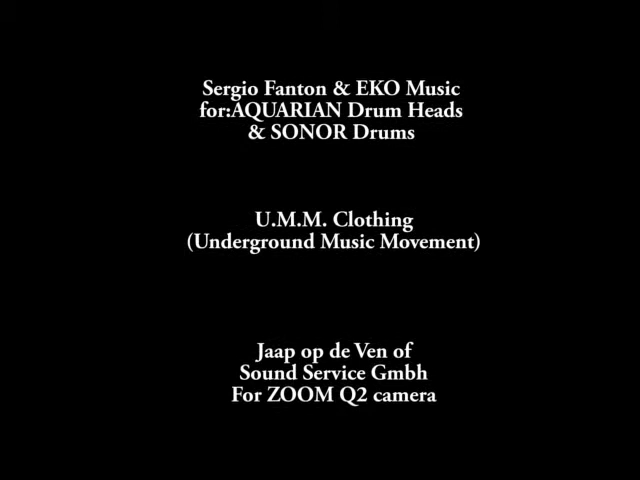 Sergio Fanton & EKO Music
for:AQUARIAN Drum Heads
& SONOR Drums
U.M.M. Clothing
(Underground Music Movement)
Jaap op de Ven of
Sound Service Gmbh
For ZOOM Q2 camera